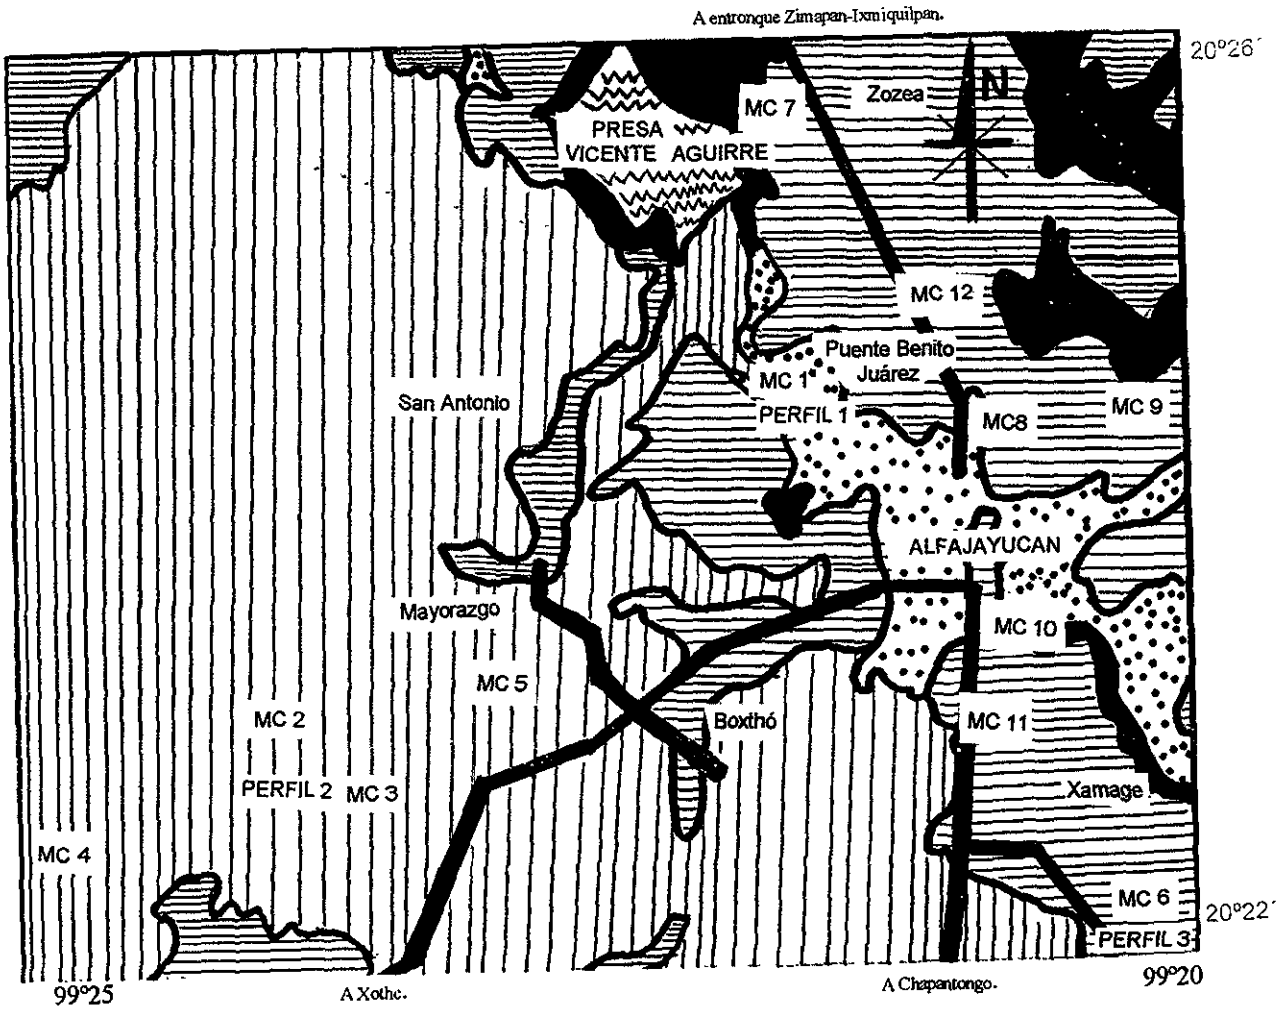 A entronque Zimapan-Ixmiquilpan.
20°26´
N
Zozea
MC 7
PRESA
VICENTE AGUIRRE
MC 12
Puente Benito
Juárez
MC 1
PERFIL 1
San Antonio
MC8
MC 9
ALFAJAYUCAN
Mayorazgo
MC 10
MC 5
MC 2
Boxthó
MC 11
PERFIL 2
MC 3
Xamage
MC 4
MC 6
20°22´
PERFIL 3
99°25
A Xothc.
A Chapantongo.
99°20